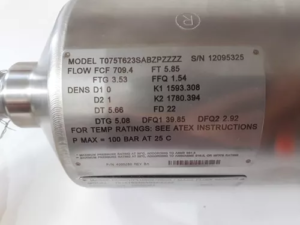 ®
MODEL T075T623SABZPZZZZ S/N 12095325
FLOW FCF 709.4 FT 5.85
FTG 3.53 FFQ 1.54
DENS D1 0 K1 1593.308
D2 1 K2 1780.394
DT 5.66 FD 22
DTG 5.08 DFQ1 39.85 DFQ2 2.92
FOR TEMP RATINGS: SEE ATEX INSTRUCTIONS
P MAX = 100 BAR AT 25 C